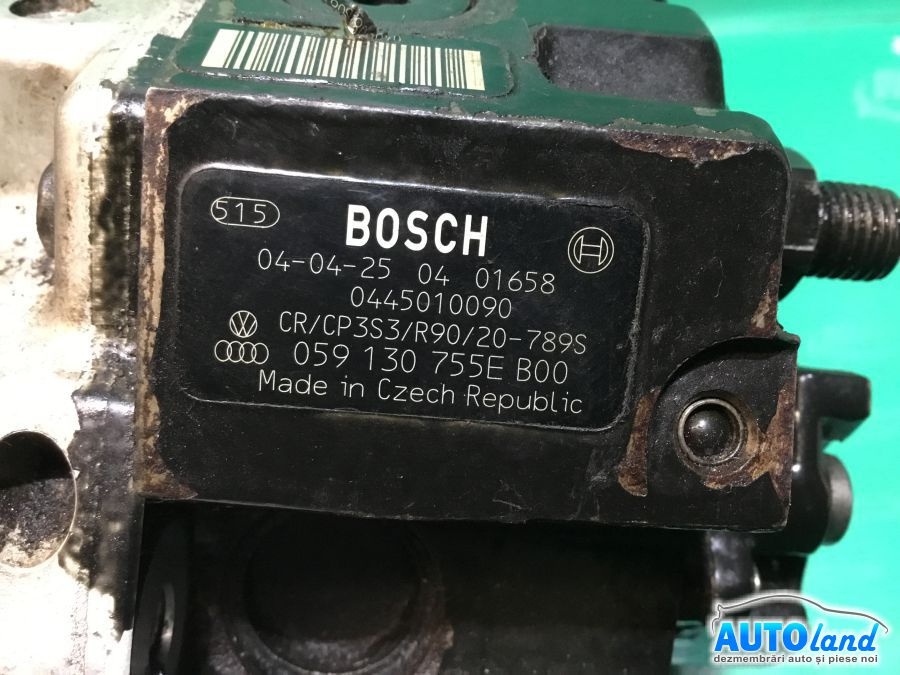 515
BOSCH
04-04-25 04 01658
0445010090
CR/CP3S3/R90/20-789S
059 130 755E B00
Made in Czech Republic
AUTOland
dezmembrări auto și piese noi